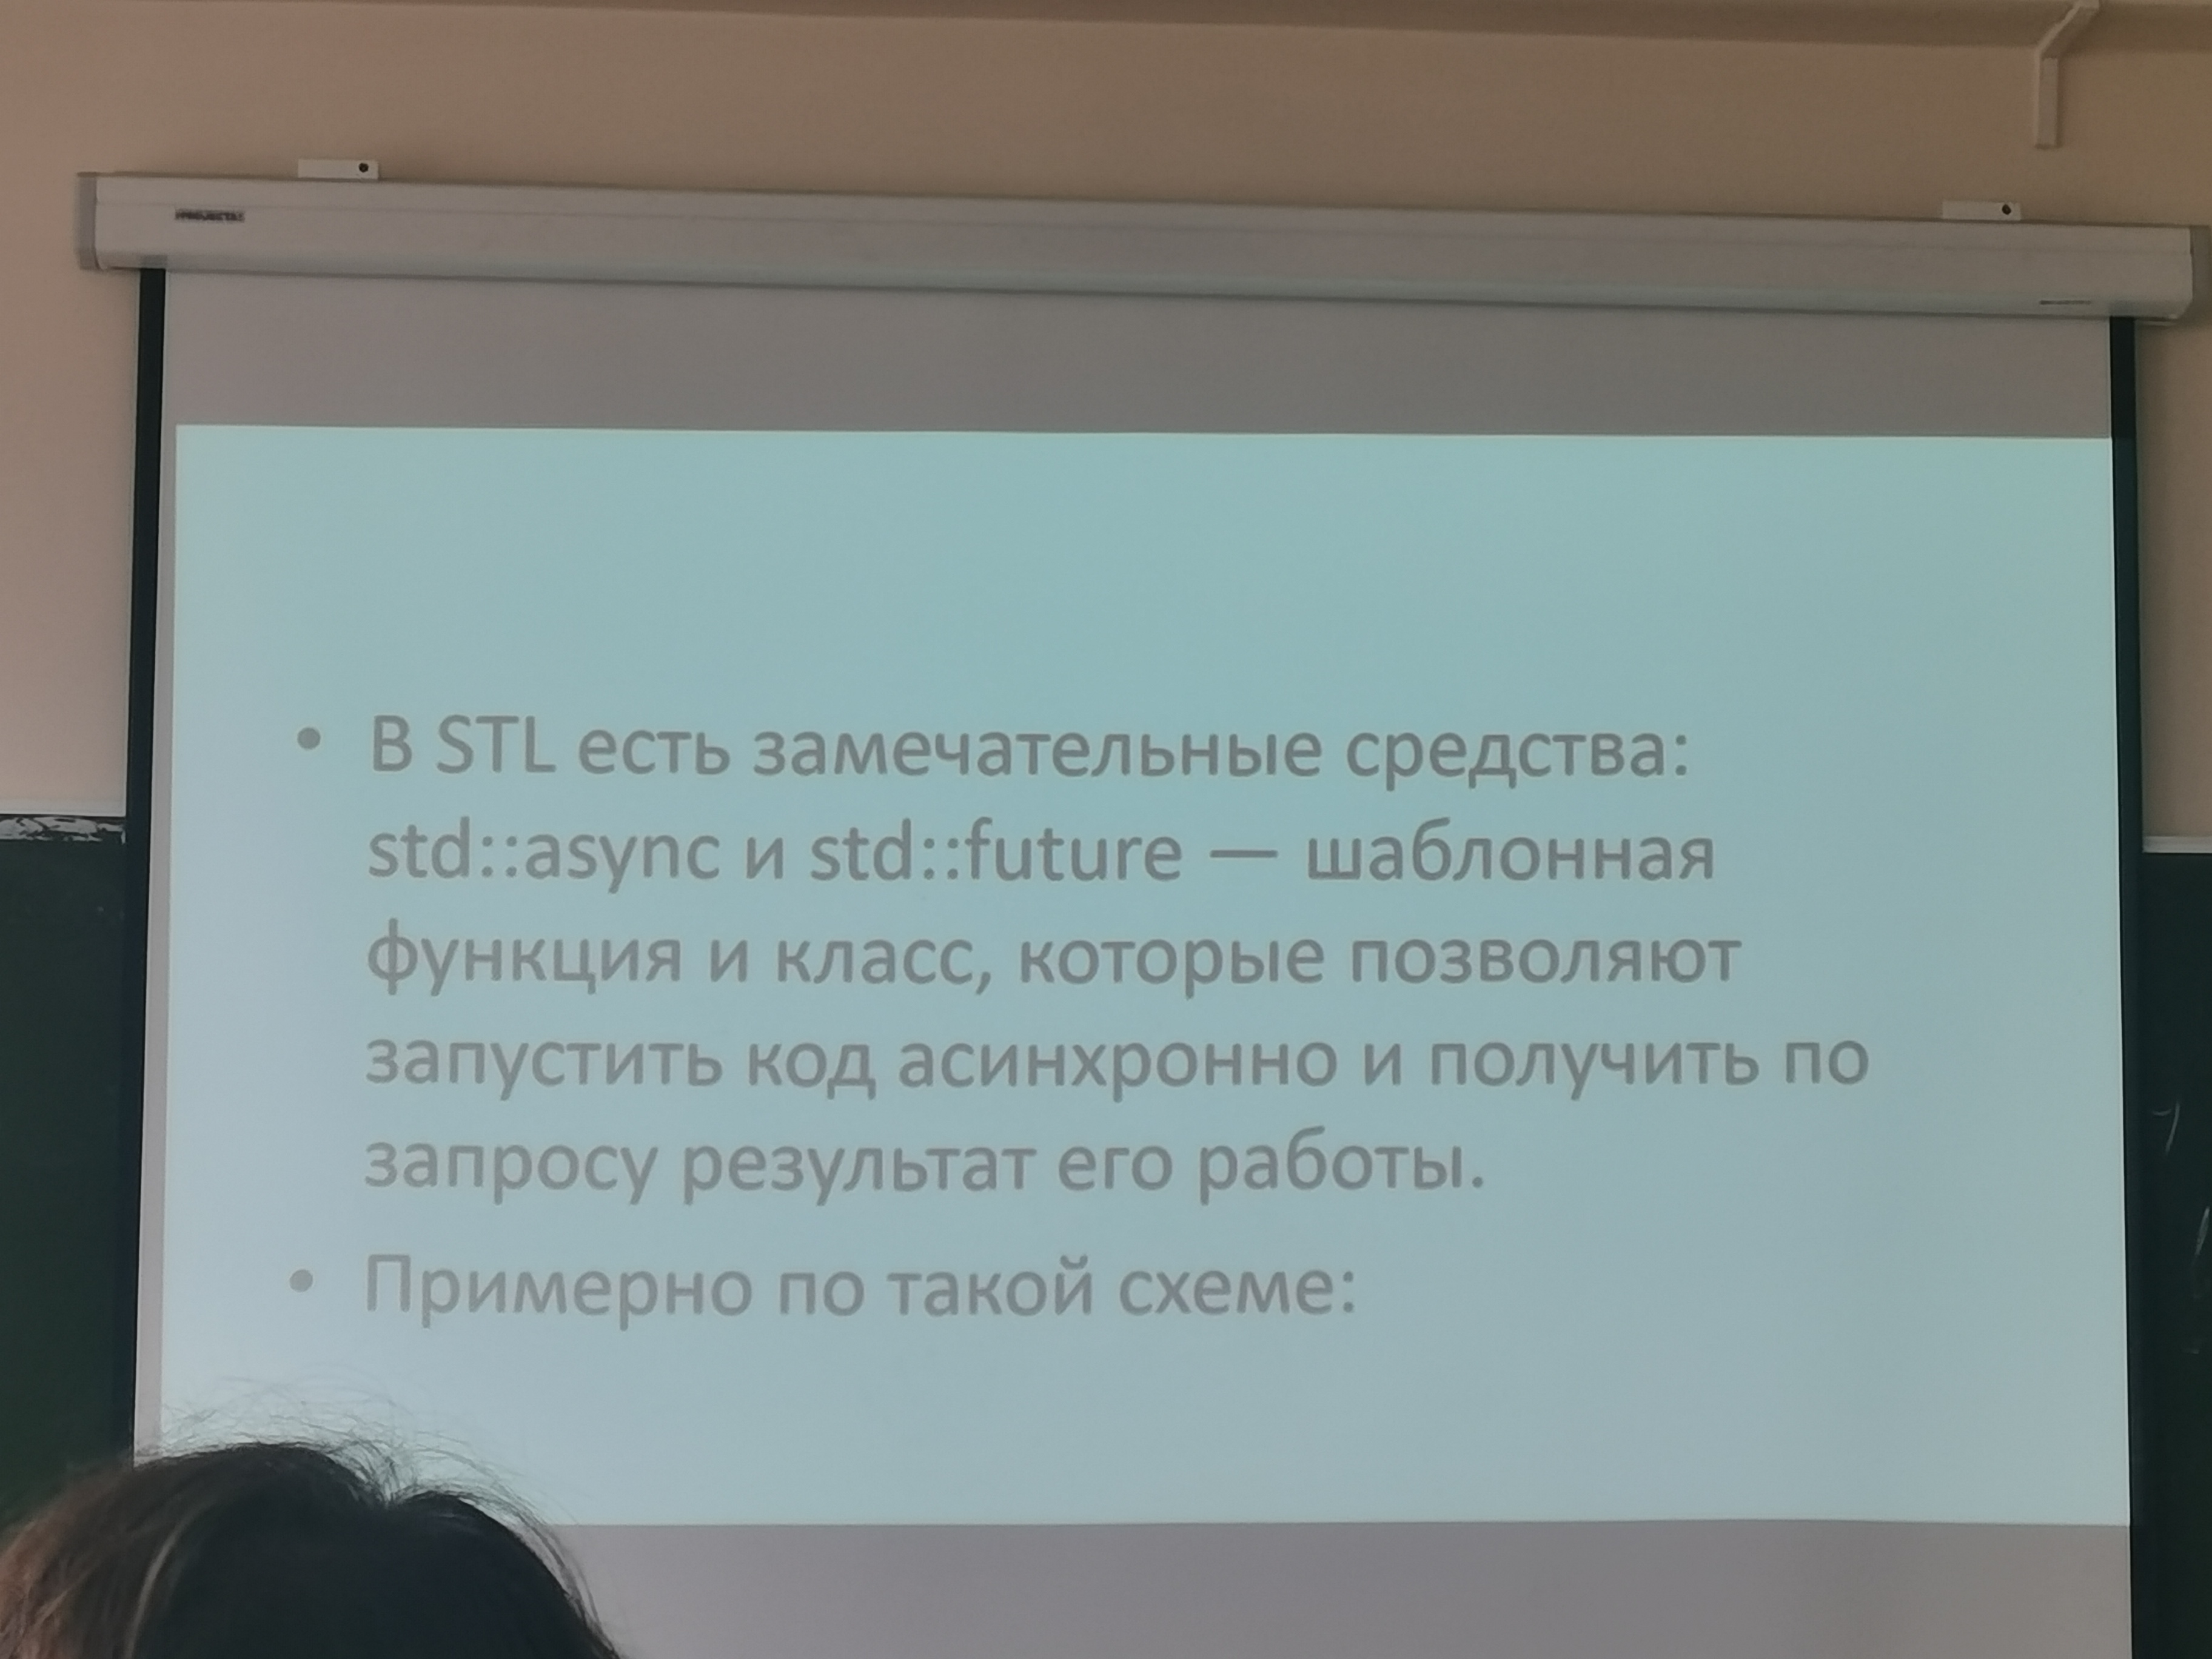 В STL есть замечательные средства:
std::async и std::future — шаблонная
функция и класс, которые позволяют
запустить код асинхронно и получить по
запросу результат его работы.
Примерно по такой схеме: